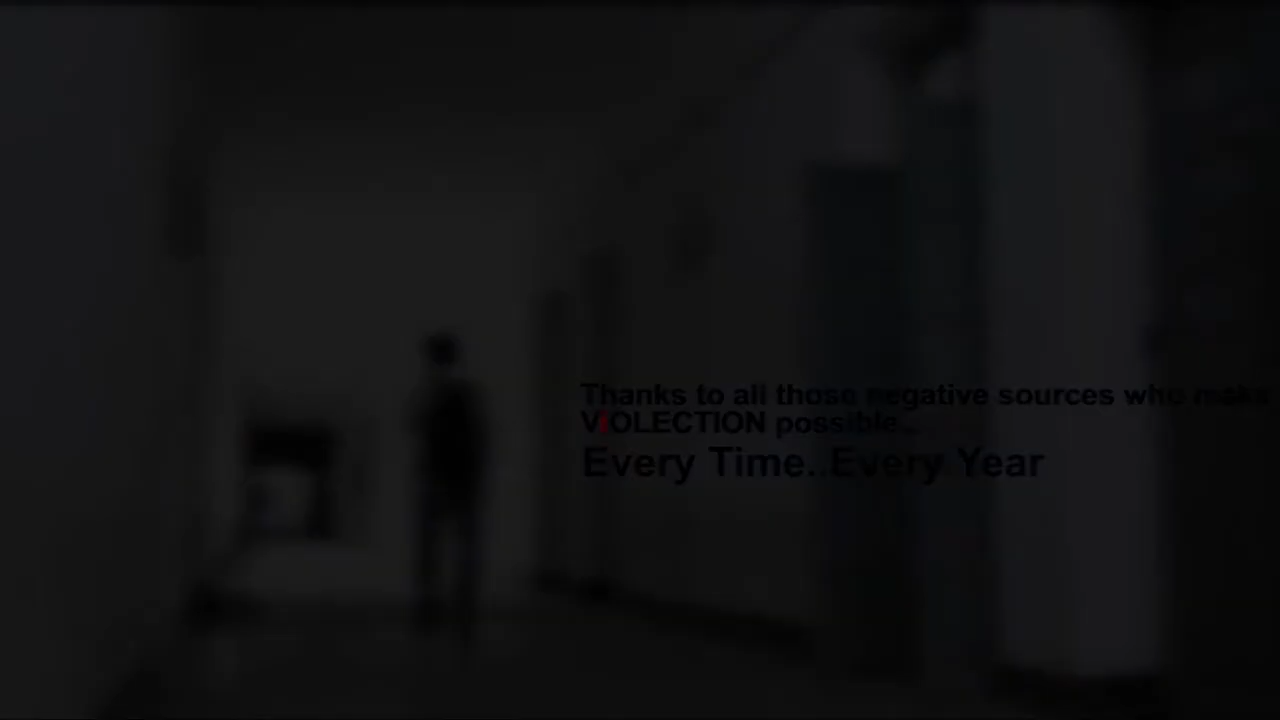 Thanks to all those negative sources who make
ViOLECTION possible..
Every Time..Every Year